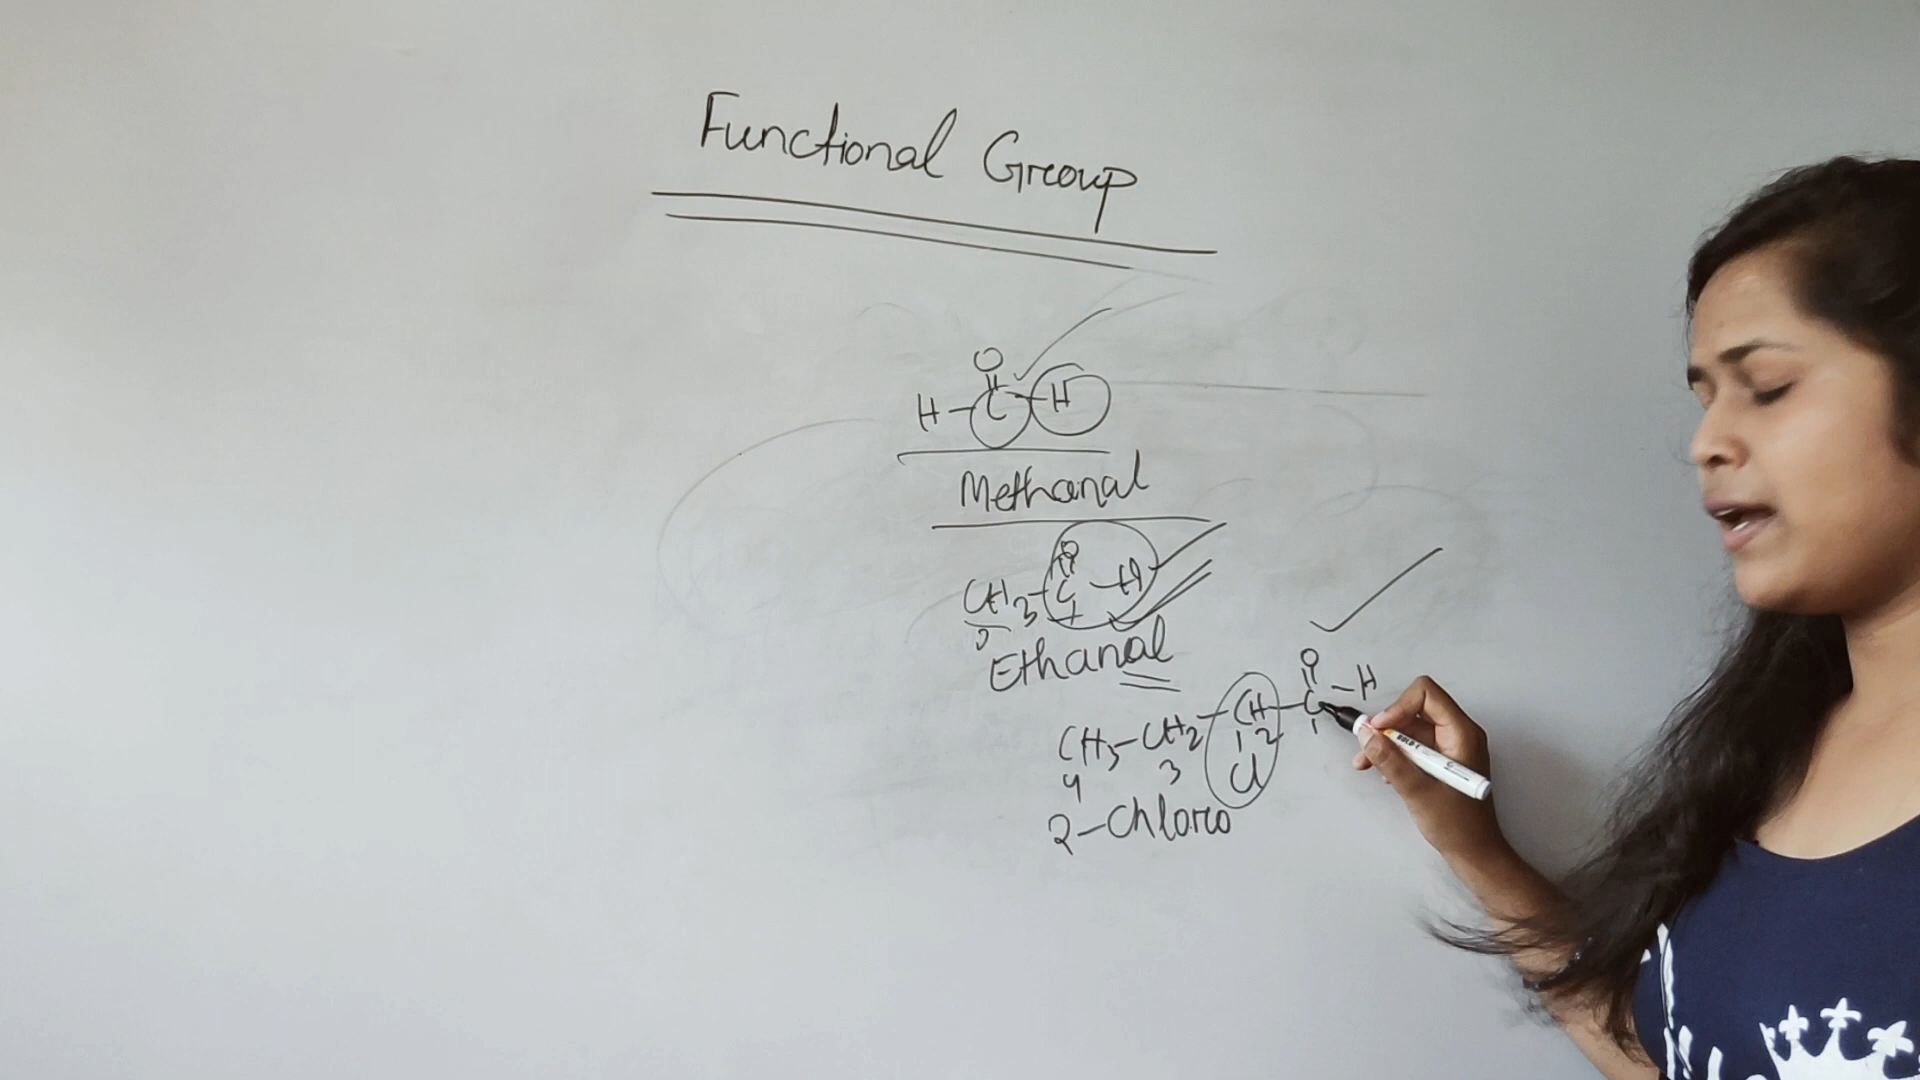 Functional Group
O
H-C-H
Methanal
O
CH3-C-H
Ethanal
O
CH3-CH2-CH-C-H
4 3 2 1
Cl
2-Chloro